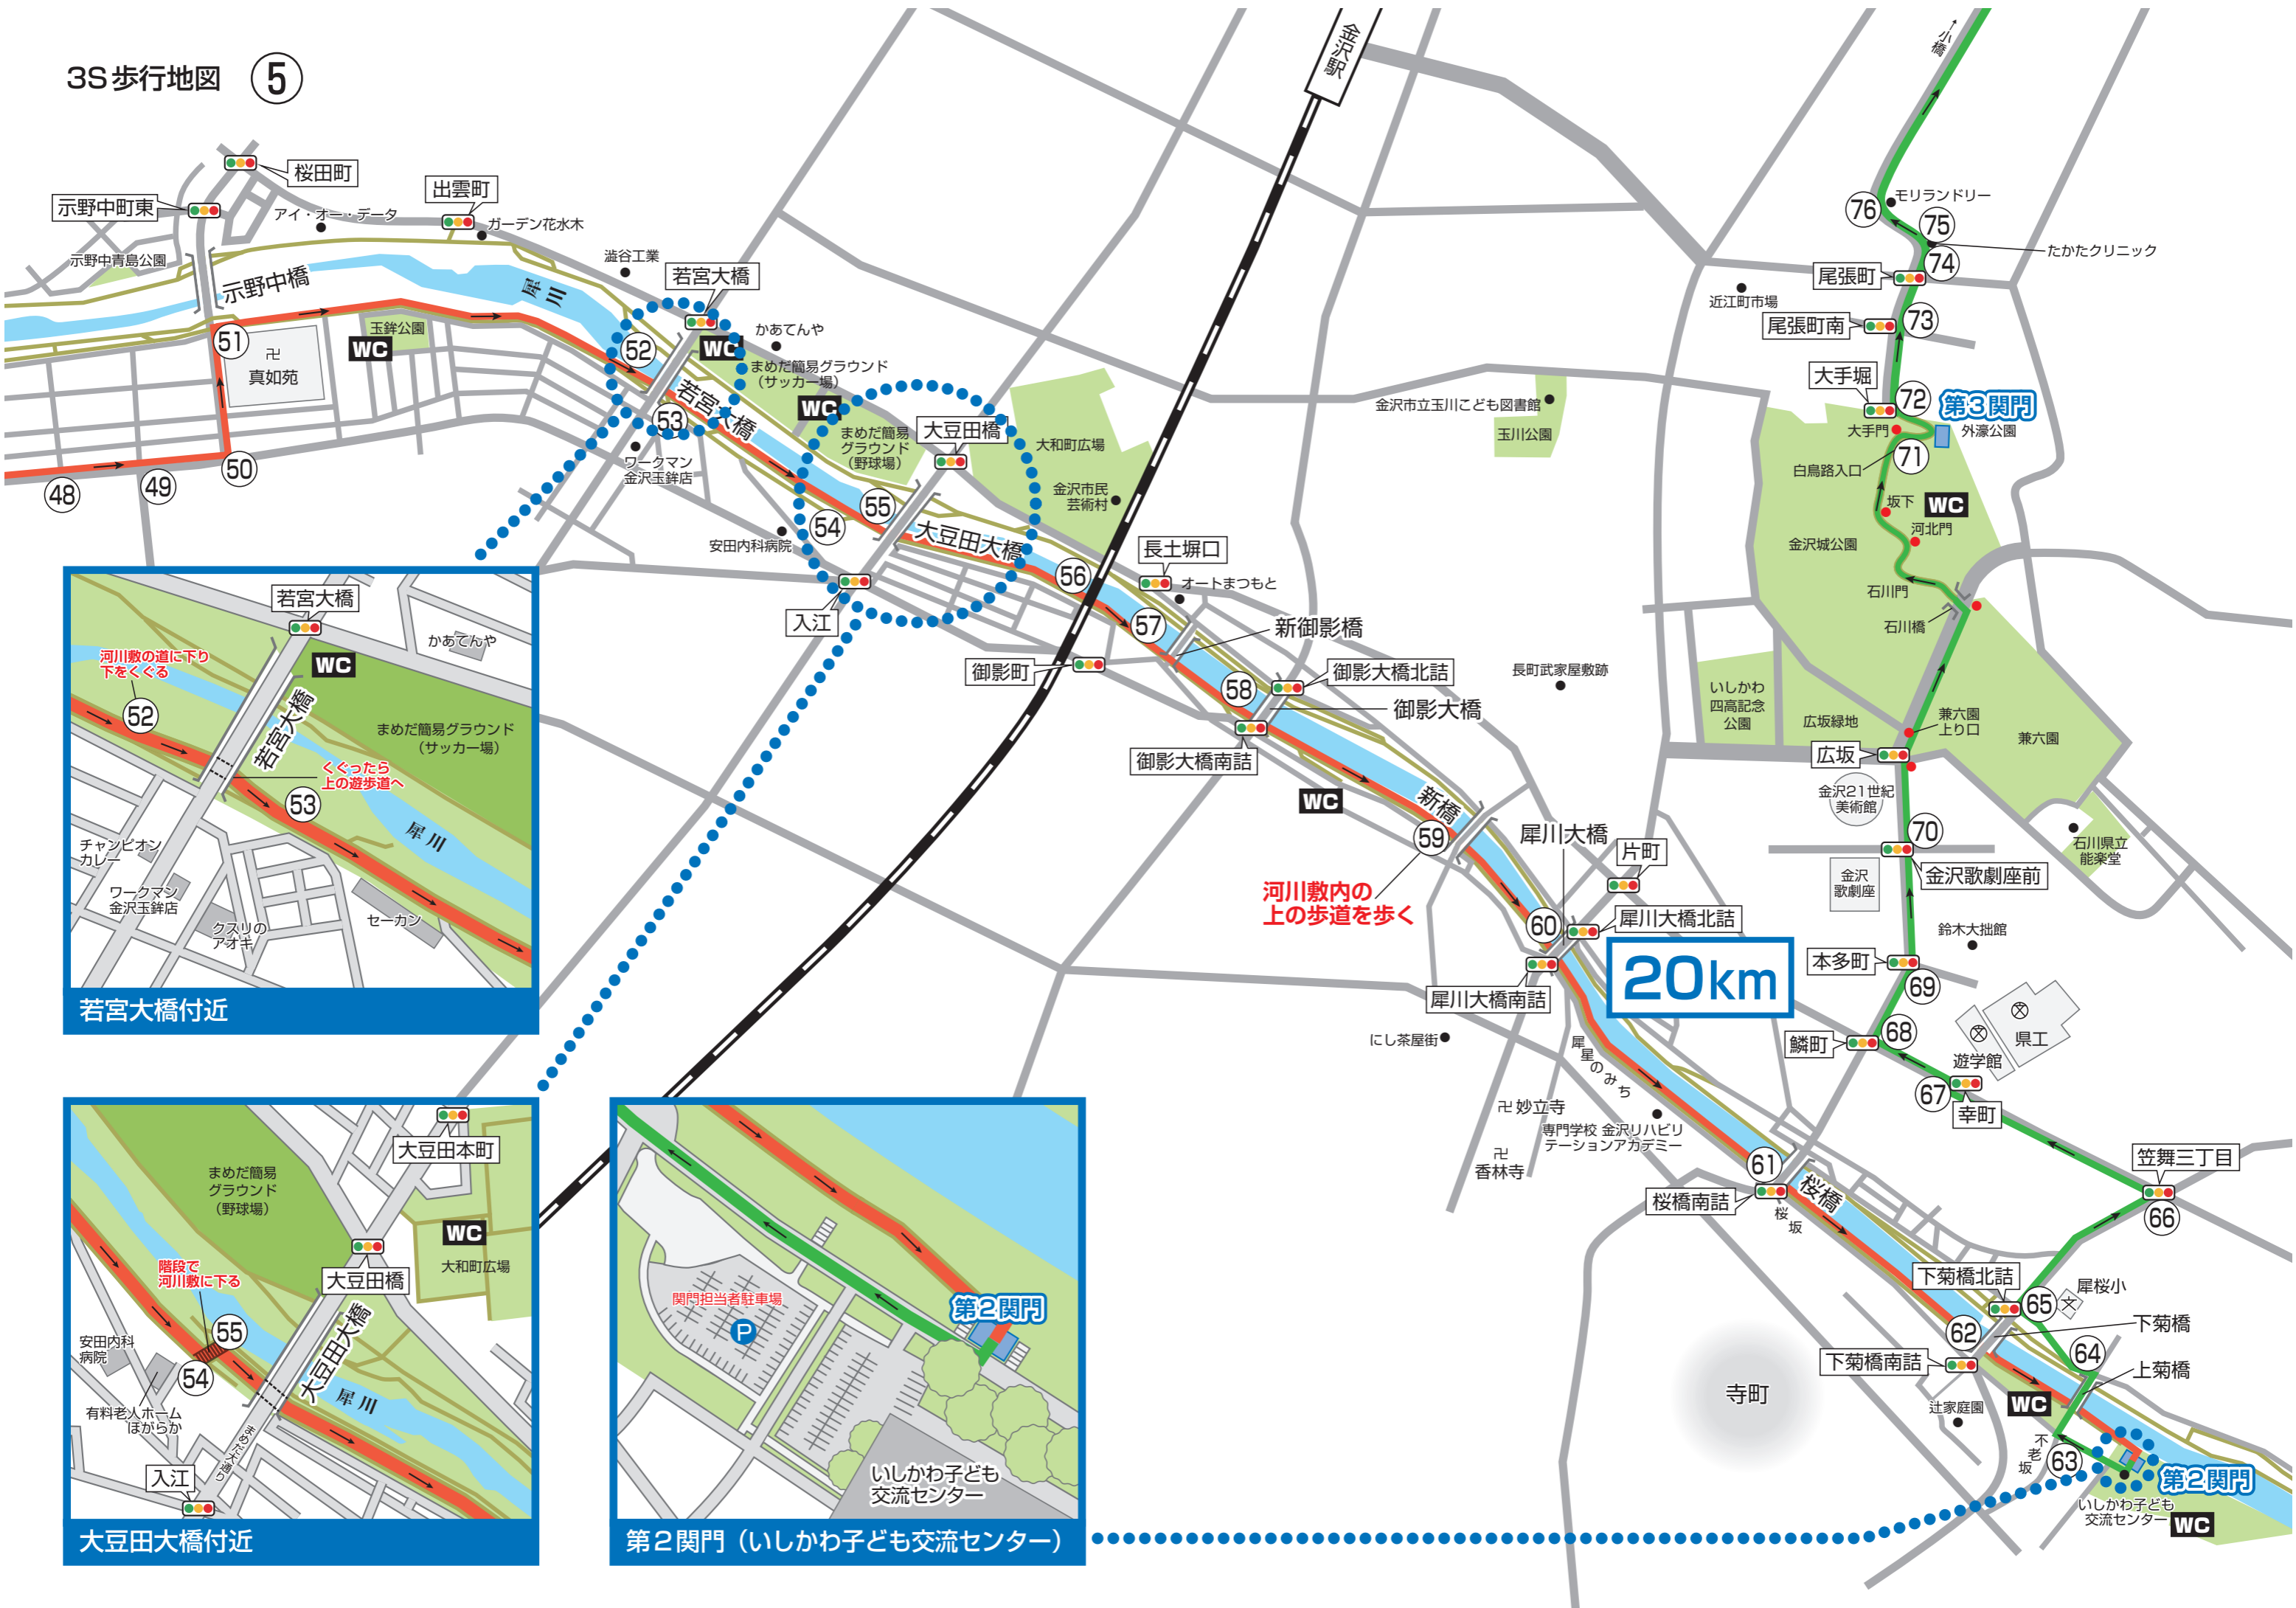 3S歩行地図 ⑤
金沢駅
→小橋
桜田町
示野中町東
出雲町
アイ・オー・データ
ガーデン花水木
示野中青島公園
示野中橋
犀川
澁谷工業
若宮大橋
かあてんや
まめだ簡易グラウンド
（サッカー場）
WC
WC
WC
玉鉾公園
卍
真如苑
48
49
50
51
52
53
若宮大橋
ワークマン
金沢玉鉾店
まめだ簡易
グラウンド
（野球場）
大豆田橋
大和町広場
金沢市民
芸術村
安田内科病院
54
55
大豆田大橋
入江
56
長土塀口
オートまつもと
57
新御影橋
御影町
58
御影大橋北詰
御影大橋
御影大橋南詰
WC
新橋
59
河川敷内の
上の歩道を歩く
長町武家屋敷跡
犀川大橋
片町
60
犀川大橋北詰
犀川大橋南詰
20km
にし茶屋街
犀星のみち
卍 妙立寺
卍
香林寺
専門学校 金沢リハビリ
テーションアカデミー
61
桜橋南詰
桜橋
桜坂
寺町
62
下菊橋北詰
下菊橋南詰
下菊橋
上菊橋
辻家庭園
WC
不老坂
63
64
65
犀桜小
文
第2関門
いしかわ子ども
交流センター
WC
笠舞三丁目
66
67
幸町
遊学館
県工
68
鱗町
69
本多町
鈴木大拙館
金沢
歌劇座
金沢歌劇座前
70
金沢21世紀
美術館
広坂
石川県立
能楽堂
兼六園
兼六園
上り口
広坂緑地
いしかわ
四高記念
公園
石川橋
石川門
金沢城公園
河北門
坂下
WC
白鳥路入口
71
大手門
外濠公園
第3関門
72
大手堀
73
尾張町南
近江町市場
尾張町
74
75
たかたクリニック
76
モリランドリー
金沢市立玉川こども図書館
玉川公園
若宮大橋
かあてんや
WC
河川敷の道に下り
下をくぐる
52
若宮大橋
まめだ簡易グラウンド
（サッカー場）
くぐったら
上の遊歩道へ
53
犀川
チャンピオン
カレー
ワークマン
金沢玉鉾店
クスリの
アオキ
セーカン
若宮大橋付近
大豆田本町
まめだ簡易
グラウンド
（野球場）
WC
大和町広場
大豆田橋
階段で
河川敷に下る
55
54
大豆田大橋
犀川
安田内科
病院
有料老人ホーム
ほがらか
まめだ大通り
入江
大豆田大橋付近
関門担当者駐車場
P
第2関門
いしかわ子ども
交流センター
第2関門（いしかわ子ども交流センター）